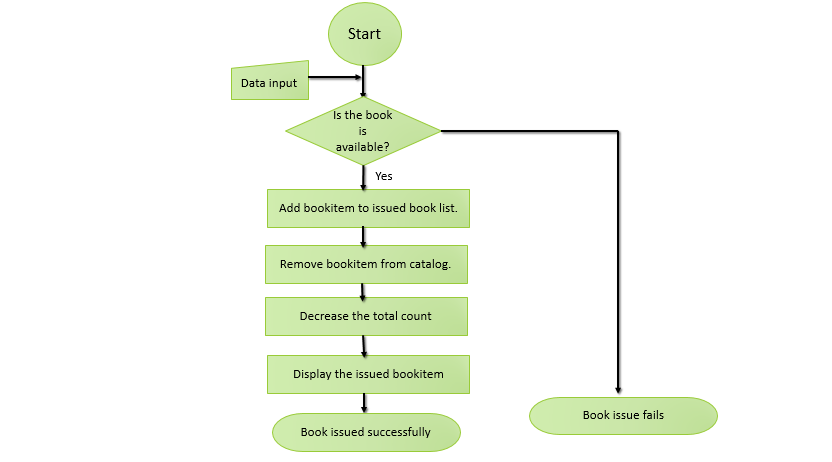 Start
Data input
Is the book
is
available?
Yes
Add bookitem to issued book list.
Remove bookitem from catalog.
Decrease the total count
Display the issued bookitem
Book issued successfully
Book issue fails